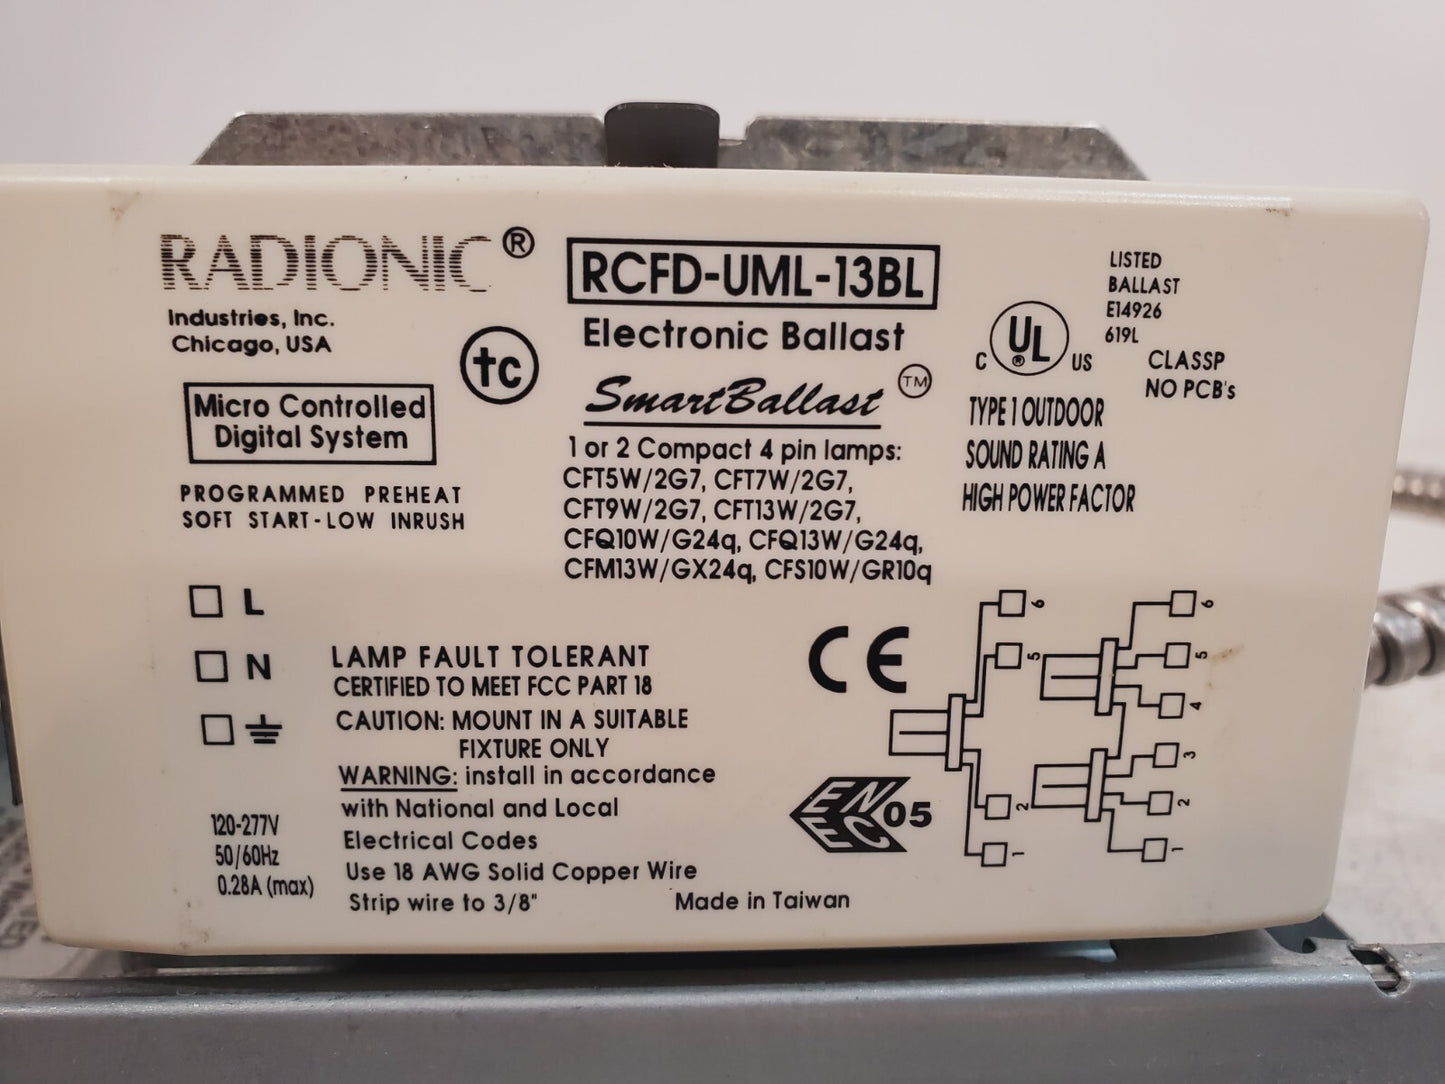 RADIONIC®
Industries, Inc.
Chicago, USA
tc
Micro Controlled
Digital System
PROGRAMMED PREHEAT
SOFT START-LOW INRUSH
RCFD-UML-13BL
Electronic Ballast
SmartBallast TM
1 or 2 Compact 4 pin lamps:
CFT5W/2G7, CFT7W/2G7,
CFT9W/2G7, CFT13W/2G7,
CFQ10W/G24q, CFQ13W/G24q,
CFM13W/GX24q, CFS10W/GR10q
LISTED
BALLAST
E14926
619L
C UL® US
CLASSP
NO PCB's
TYPE 1 OUTDOOR
SOUND RATING A
HIGH POWER FACTOR
L
N
120-277V
50/60Hz
0.28A (max)
LAMP FAULT TOLERANT
CERTIFIED TO MEET FCC PART 18
CAUTION: MOUNT IN A SUITABLE
FIXTURE ONLY
WARNING: install in accordance
with National and Local
Electrical Codes
Use 18 AWG Solid Copper Wire
Strip wire to 3/8"
Made in Taiwan
CE
ENEC 05
6
5
2
1
6
5
4
3
2
1